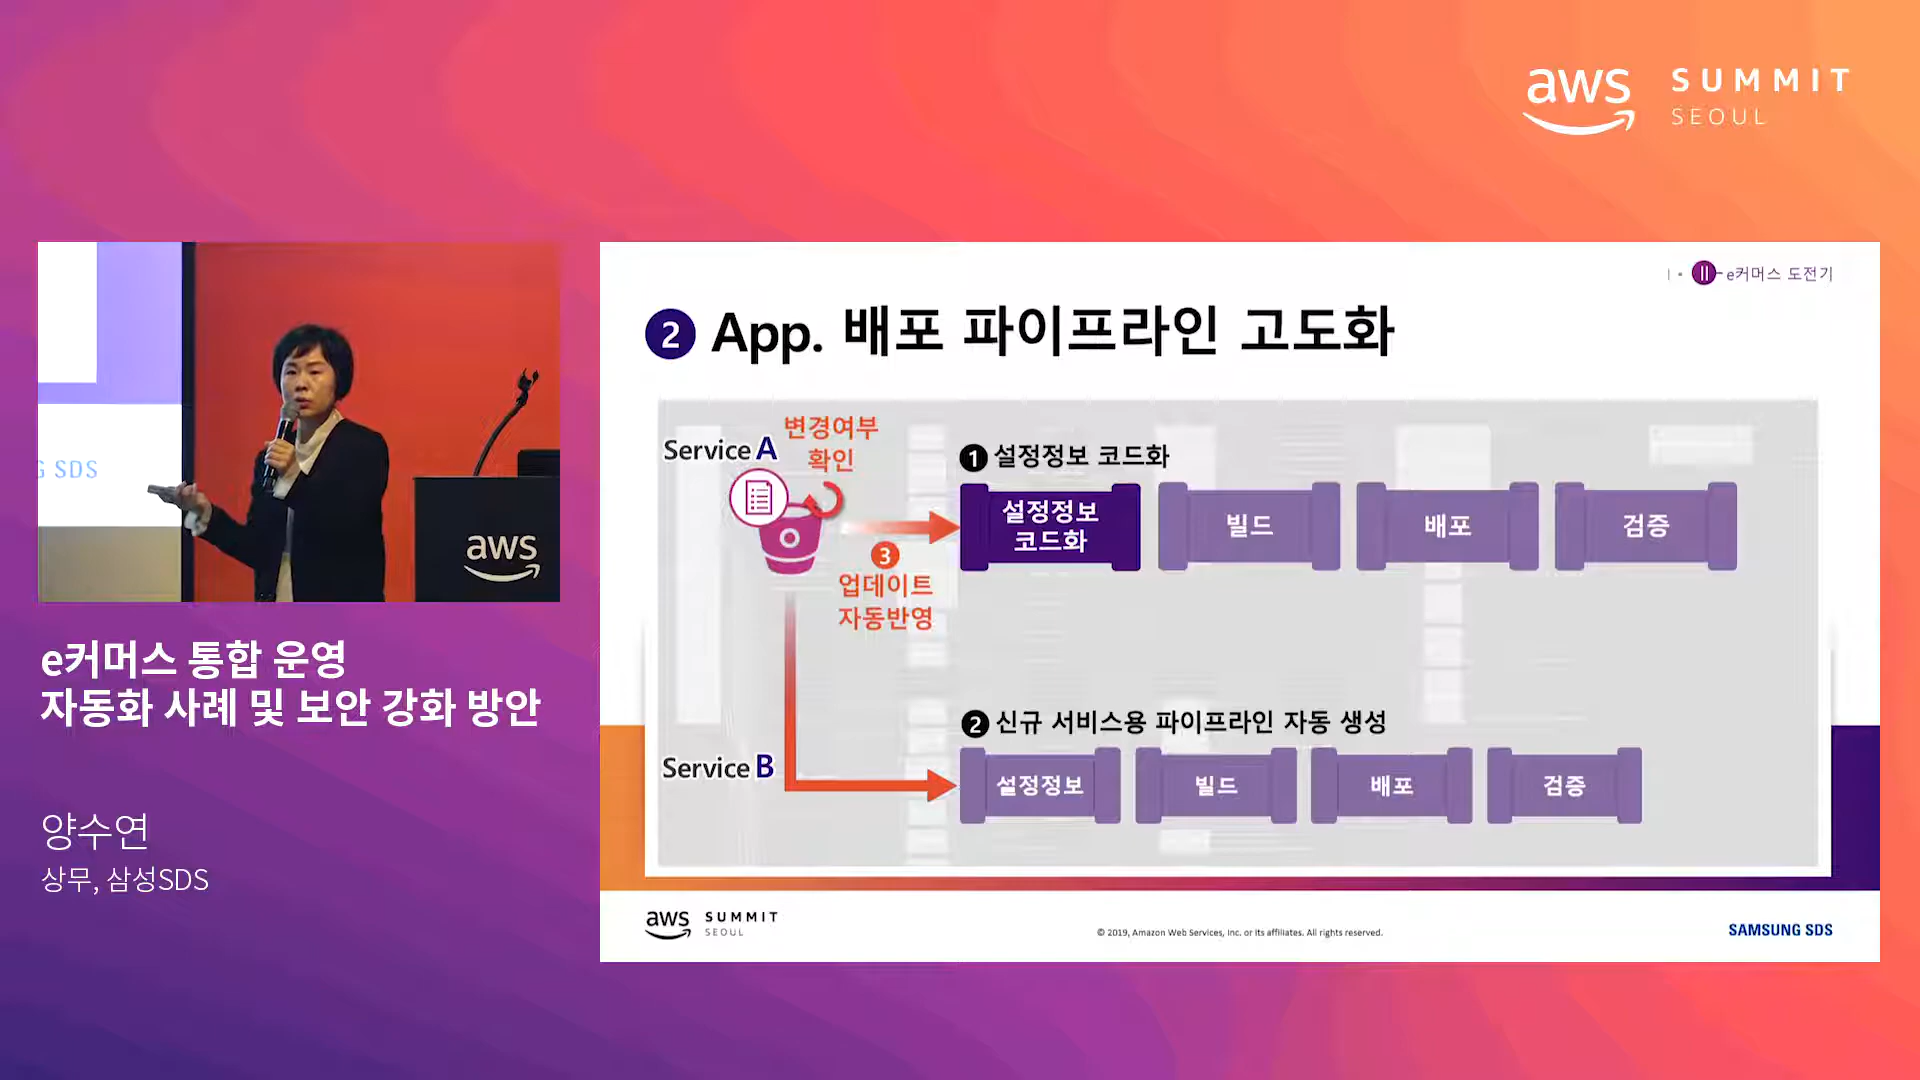 aws SUMMIT
SEOUL
SDS
aws
e커머스 통합 운영
자동화 사례 및 보안 강화 방안
양수연
상무, 삼성SDS
I • II e커머스 도전기
2 App. 배포 파이프라인 고도화
Service A
변경여부
확인
3
업데이트
자동반영
1 설정정보 코드화
설정정보
코드화
빌드
배포
검증
Service B
2 신규 서비스용 파이프라인 자동 생성
설정정보
빌드
배포
검증
aws SUMMIT
SEOUL
© 2019, Amazon Web Services, Inc. or its affiliates. All rights reserved.
SAMSUNG SDS